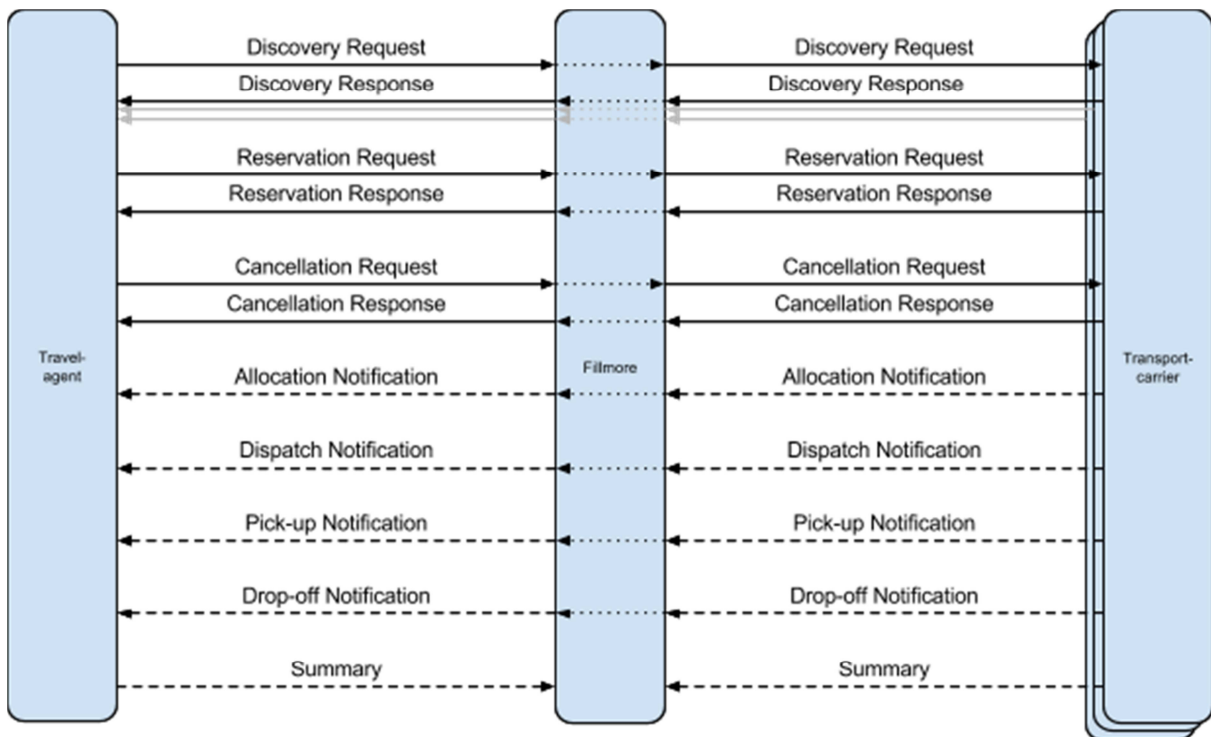 Discovery Request
Discovery Request
Discovery Response
Discovery Response
Reservation Request
Reservation Request
Reservation Response
Reservation Response
Cancellation Request
Cancellation Request
Cancellation Response
Cancellation Response
Travel-
agent
Fillmore
Transport-
carrier
Allocation Notification
Allocation Notification
Dispatch Notification
Dispatch Notification
Pick-up Notification
Pick-up Notification
Drop-off Notification
Drop-off Notification
Summary
Summary